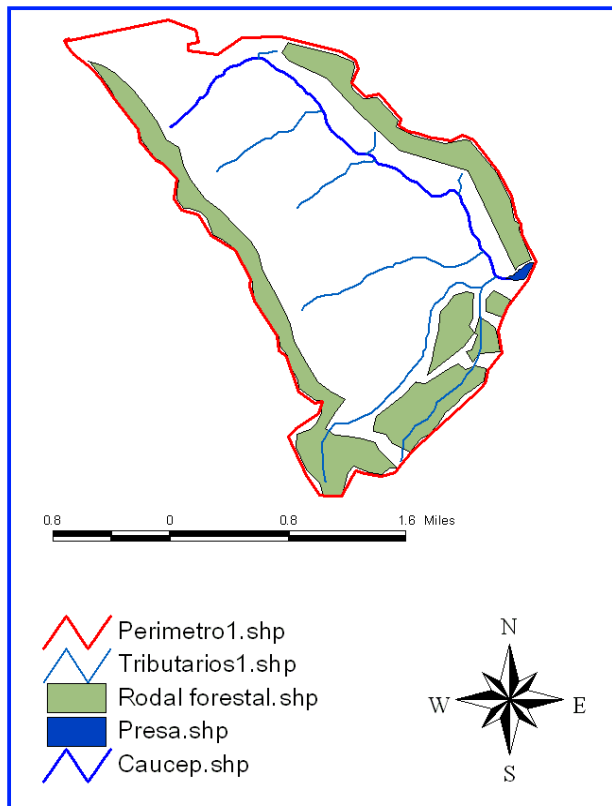 0.8 0 0.8 1.6 Miles
Perimetro1.shp
Tributarios1.shp
Rodal forestal.shp
Presa.shp
Caucep.shp
N
W E
S